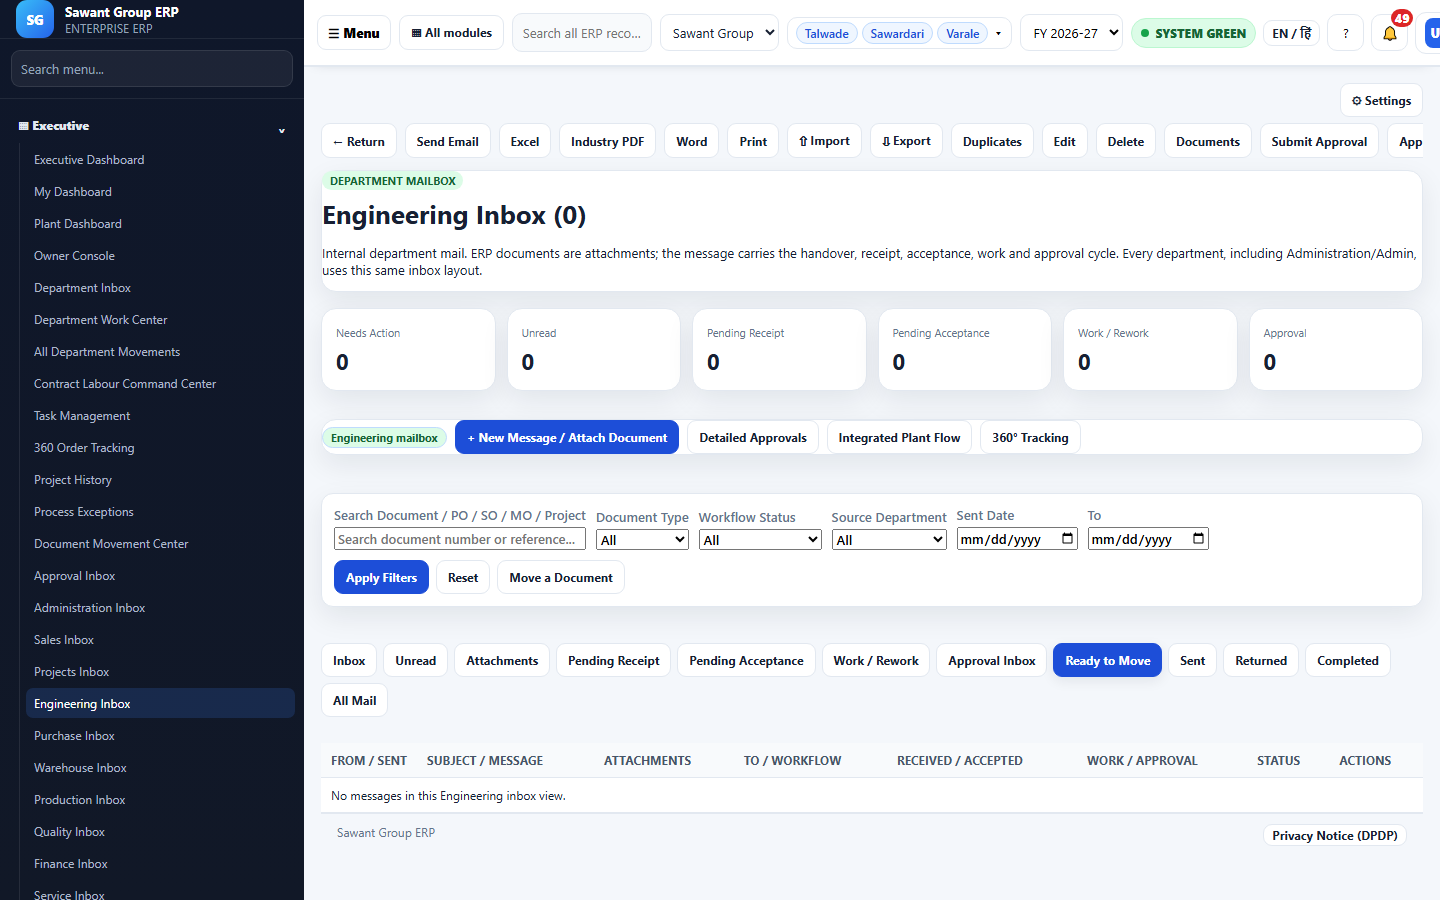 SG
Sawant Group ERP
ENTERPRISE ERP
Search menu...
Executive
Executive Dashboard
My Dashboard
Plant Dashboard
Owner Console
Department Inbox
Department Work Center
All Department Movements
Contract Labour Command Center
Task Management
360 Order Tracking
Project History
Process Exceptions
Document Movement Center
Approval Inbox
Administration Inbox
Sales Inbox
Projects Inbox
Engineering Inbox
Purchase Inbox
Warehouse Inbox
Production Inbox
Quality Inbox
Finance Inbox
Service Inbox
☰ Menu
All modules
Search all ERP reco...
Sawant Group
Talwade Sawardari Varale
FY 2026-27
SYSTEM GREEN
EN / हिं
?
49
U
⚙ Settings
← Return
Send Email
Excel
Industry PDF
Word
Print
⇧ Import
⇩ Export
Duplicates
Edit
Delete
Documents
Submit Approval
App
DEPARTMENT MAILBOX
Engineering Inbox (0)
Internal department mail. ERP documents are attachments; the message carries the handover, receipt, acceptance, work and approval cycle. Every department, including Administration/Admin,
uses this same inbox layout.
Needs Action
0
Unread
0
Pending Receipt
0
Pending Acceptance
0
Work / Rework
0
Approval
0
Engineering mailbox
+ New Message / Attach Document
Detailed Approvals
Integrated Plant Flow
360° Tracking
Search Document / PO / SO / MO / Project
Search document number or reference...
Document Type
All
Workflow Status
All
Source Department
All
Sent Date
mm/dd/yyyy
To
mm/dd/yyyy
Apply Filters
Reset
Move a Document
Inbox
Unread
Attachments
Pending Receipt
Pending Acceptance
Work / Rework
Approval Inbox
Ready to Move
Sent
Returned
Completed
All Mail
FROM / SENT SUBJECT / MESSAGE ATTACHMENTS TO / WORKFLOW RECEIVED / ACCEPTED WORK / APPROVAL STATUS ACTIONS
No messages in this Engineering inbox view.
Sawant Group ERP
Privacy Notice (DPDP)